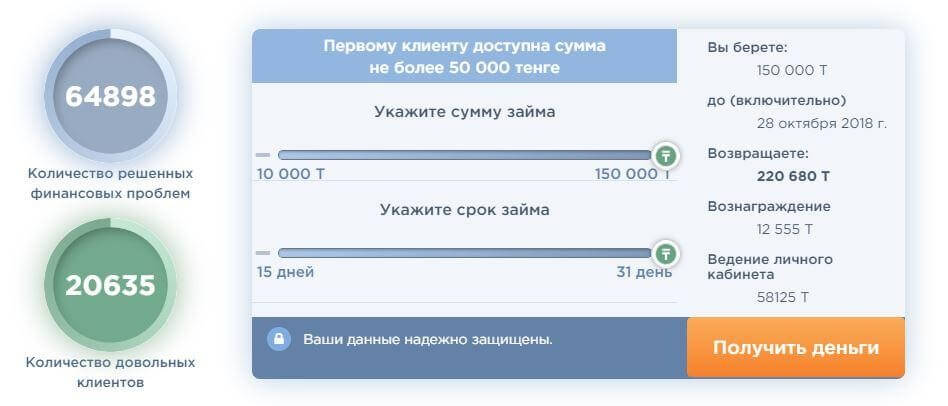 64898
Количество решенных
финансовых проблем
20635
Количество довольных
клиентов
Первому клиенту доступна сумма
не более 50 000 тенге
Укажите сумму займа
10 000 Т
150 000 Т
Укажите срок займа
15 дней
31 день
Ваши данные надежно защищены.
Вы берете:
150 000 Т
до (включительно)
28 октября 2018 г.
Возвращаете:
220 680 Т
Вознаграждение
12 555 Т
Ведение личного
кабинета
58125 Т
Получить деньги